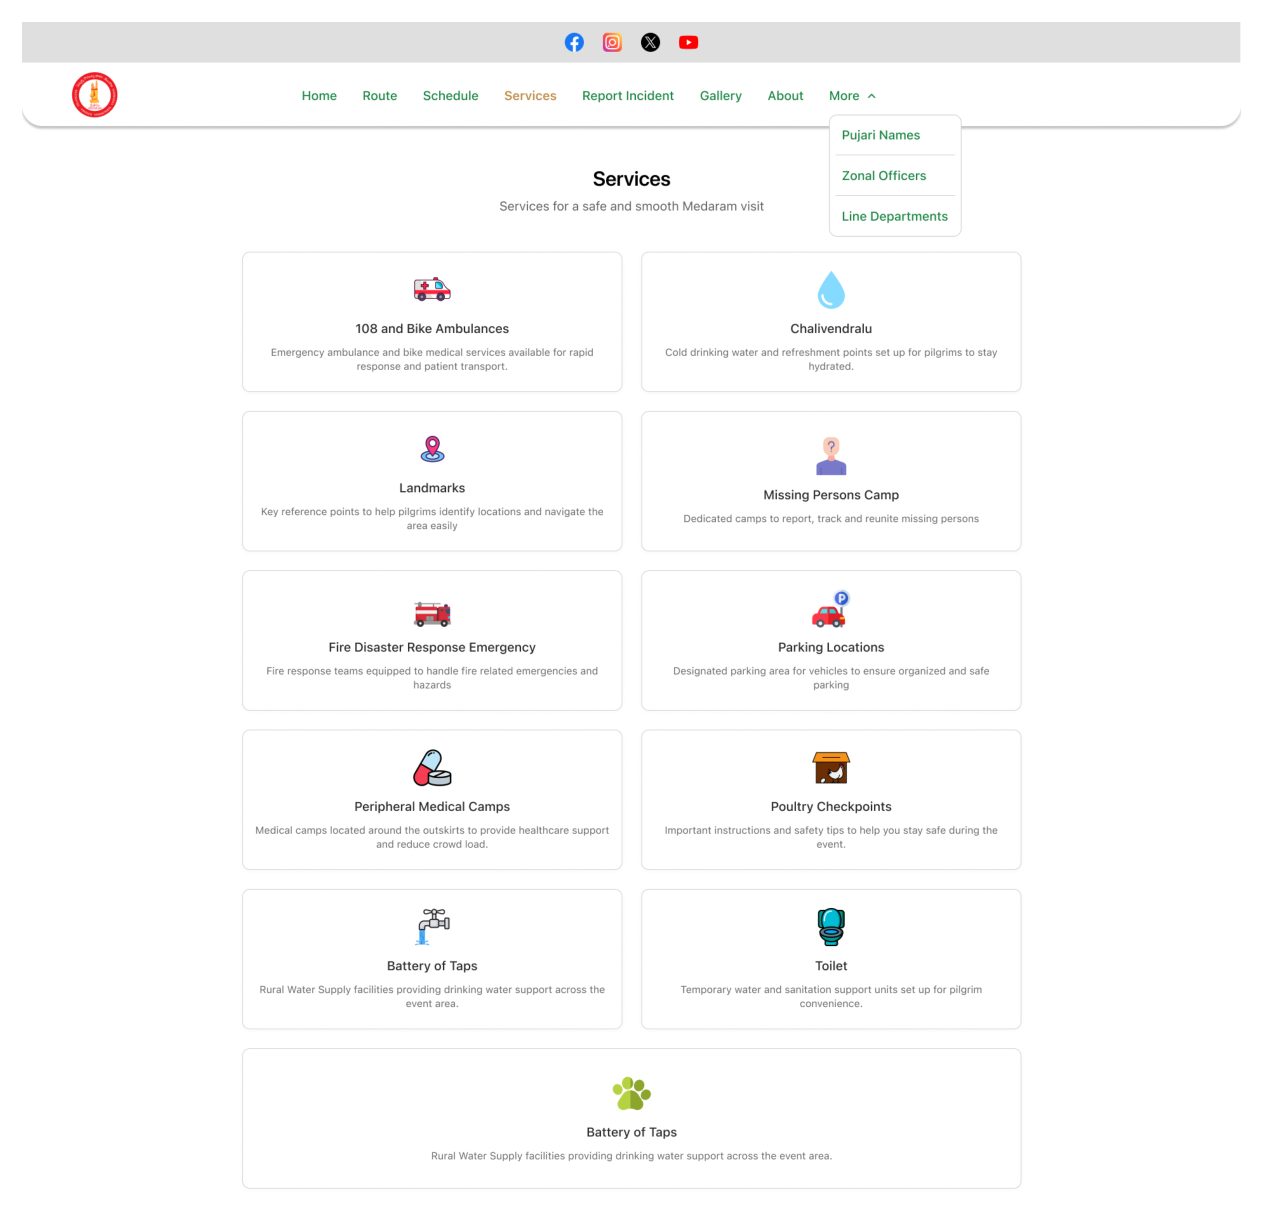 Home Route Schedule Services Report Incident Gallery About More
Pujari Names
Zonal Officers
Line Departments
Services
Services for a safe and smooth Medaram visit
108 and Bike Ambulances
Emergency ambulance and bike medical services available for rapid
response and patient transport.
Chalivendralu
Cold drinking water and refreshment points set up for pilgrims to stay
hydrated.
Landmarks
Key reference points to help pilgrims identify locations and navigate the
area easily
?
Missing Persons Camp
Dedicated camps to report, track and reunite missing persons
Fire Disaster Response Emergency
Fire response teams equipped to handle fire related emergencies and
hazards
P
Parking Locations
Designated parking area for vehicles to ensure organized and safe
parking
Peripheral Medical Camps
Medical camps located around the outskirts to provide healthcare support
and reduce crowd load.
Poultry Checkpoints
Important instructions and safety tips to help you stay safe during the
event.
Battery of Taps
Rural Water Supply facilities providing drinking water support across the
event area.
Toilet
Temporary water and sanitation support units set up for pilgrim
convenience.
Battery of Taps
Rural Water Supply facilities providing drinking water support across the event area.